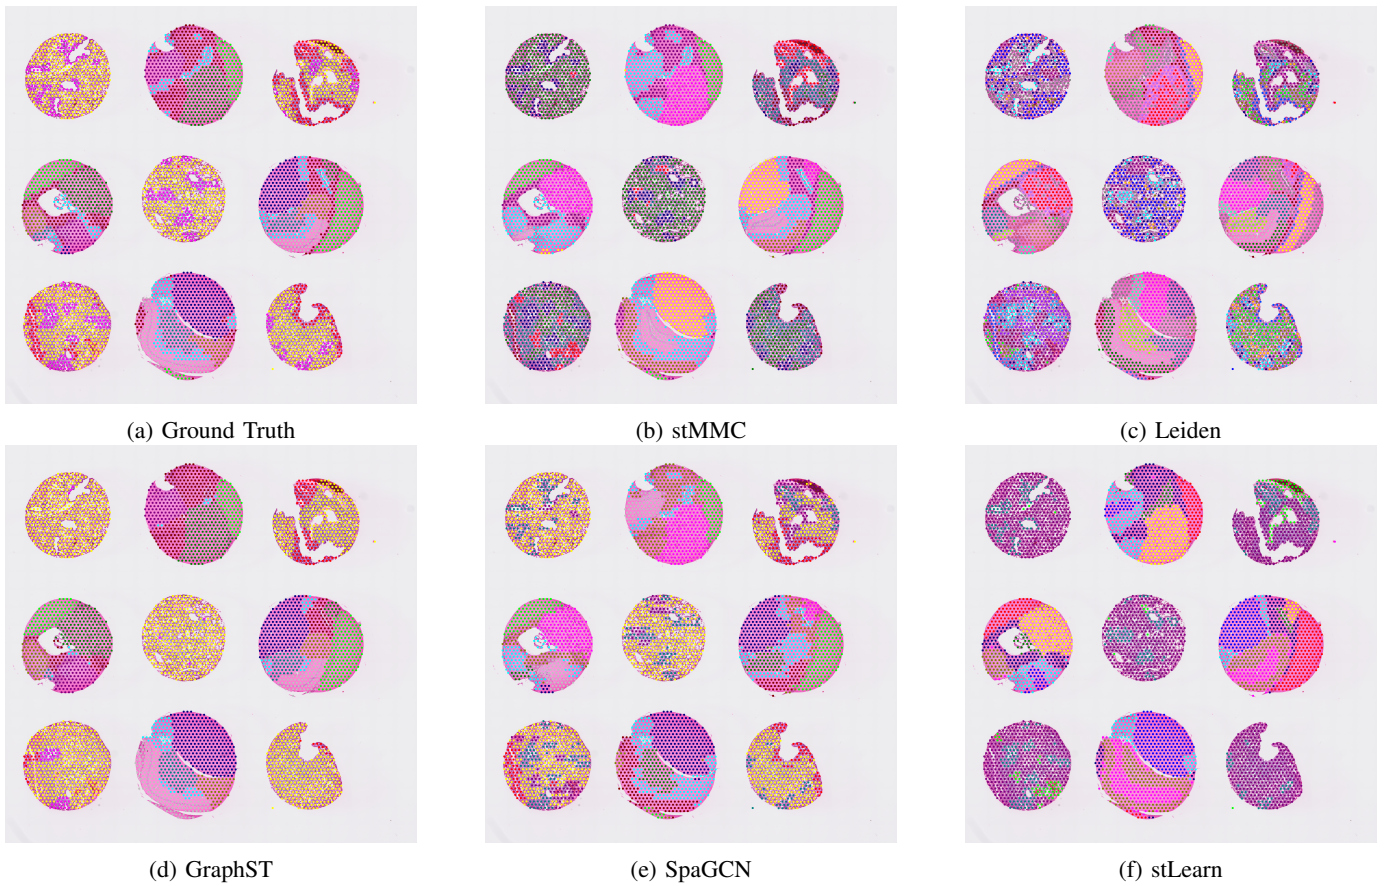 (a) Ground Truth
(b) stMMC
(c) Leiden
(d) GraphST
(e) SpaGCN
(f) stLearn